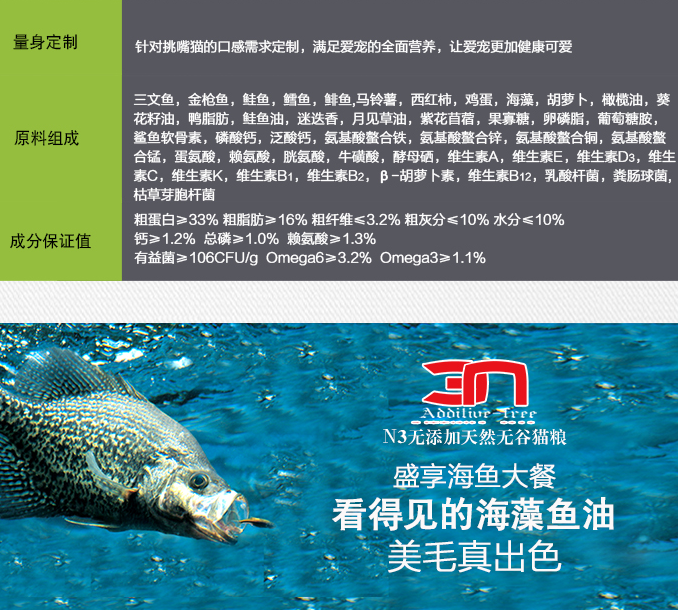 量身定制
针对挑嘴猫的口感需求定制，满足爱宠的全面营养，让爱宠更加健康可爱
原料组成
三文鱼，金枪鱼，鲑鱼，鳕鱼，鲱鱼,马铃薯，西红柿，鸡蛋，海藻，胡萝卜，橄榄油，葵
花籽油，鸭脂肪，鲑鱼油，迷迭香，月见草油，紫花苜蓿，果寡糖，卵磷脂，葡萄糖胺，
鲨鱼软骨素，磷酸钙，泛酸钙，氨基酸螯合铁，氨基酸螯合锌，氨基酸螯合铜，氨基酸螯
合锰，蛋氨酸，赖氨酸，胱氨酸，牛磺酸，酵母硒，维生素A，维生素E，维生素D3，维生
素C，维生素K，维生素B1，维生素B2，β-胡萝卜素，维生素B12，乳酸杆菌，粪肠球菌,
枯草芽胞杆菌
成分保证值
粗蛋白≥33% 粗脂肪≥16% 粗纤维≤3.2% 粗灰分≤10% 水分≤10%
钙≥1.2% 总磷≥1.0% 赖氨酸≥1.3%
有益菌≥106CFU/g Omega6≥3.2% Omega3≥1.1%
3N
Additive free
N3无添加天然无谷猫粮
盛享海鱼大餐
看得见的海藻鱼油
美毛真出色